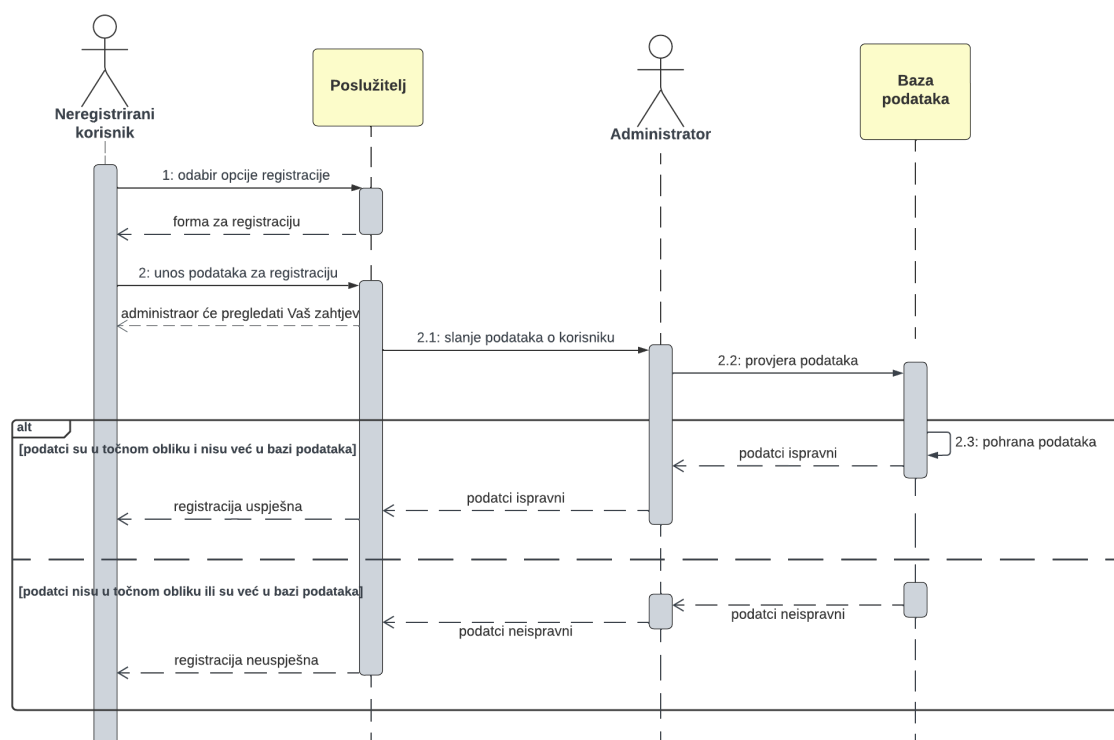 Neregistrirani
korisnik
Poslužitelj
Administrator
Baza
podataka
1: odabir opcije registracije
forma za registraciju
2: unos podataka za registraciju
administraor će pregledati Vaš zahtjev
2.1: slanje podataka o korisniku
2.2: provjera podataka
alt
[podatci su u točnom obliku i nisu već u bazi podataka]
2.3: pohrana podataka
podatci ispravni
podatci ispravni
registracija uspješna
[podatci nisu u točnom obliku ili su već u bazi podataka]
podatci neispravni
podatci neispravni
registracija neuspješna